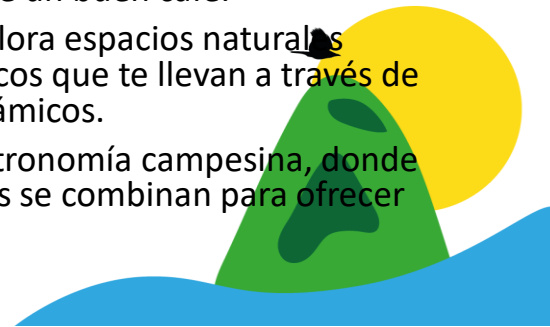 e un buen café.
lora espacios naturales
cos que te llevan a través de
ámicos.
tronomía campesina, donde
s se combinan para ofrecer